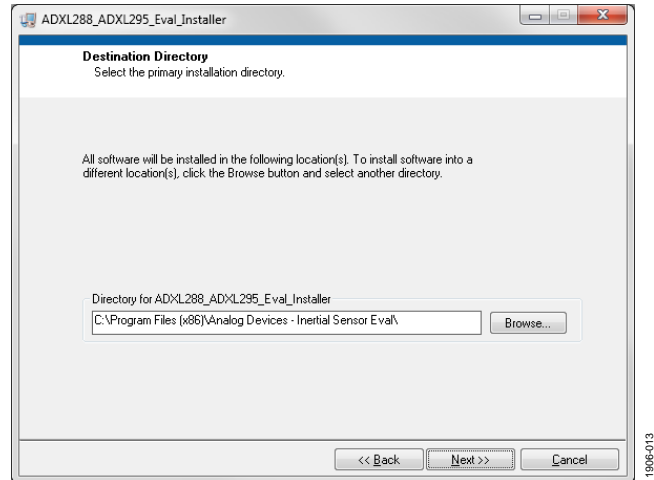 ADXL288_ADXL295_Eval_Installer
Destination Directory
Select the primary installation directory.
All software will be installed in the following location(s). To install software into a
different location(s), click the Browse button and select another directory.
Directory for ADXL288_ADXL295_Eval_Installer
C:\Program Files (x86)\Analog Devices - Inertial Sensor Eval\
Browse...
<< Back
Next >>
Cancel
1906-013